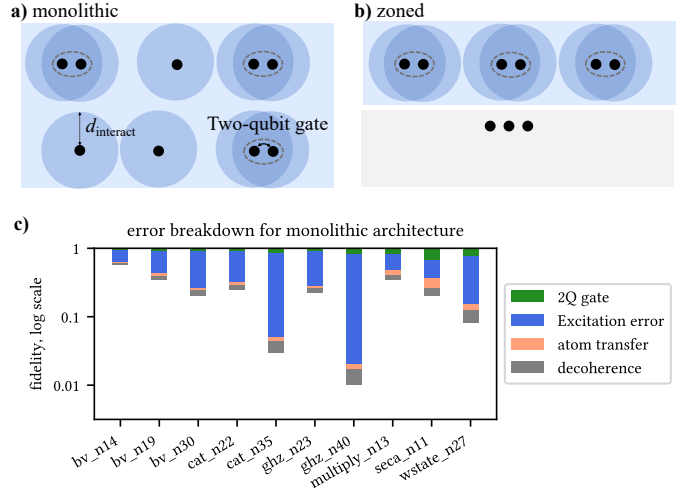 a) monolithic
b) zoned
d_interact
Two-qubit gate
c)
error breakdown for monolithic architecture
fidelity, log scale
1
0.1
0.01
bv_n14
bv_n19
bv_n30
cat_n22
cat_n35
ghz_n23
ghz_n40
multiply_n13
seca_n11
wstate_n27
2Q gate
Excitation error
atom transfer
decoherence